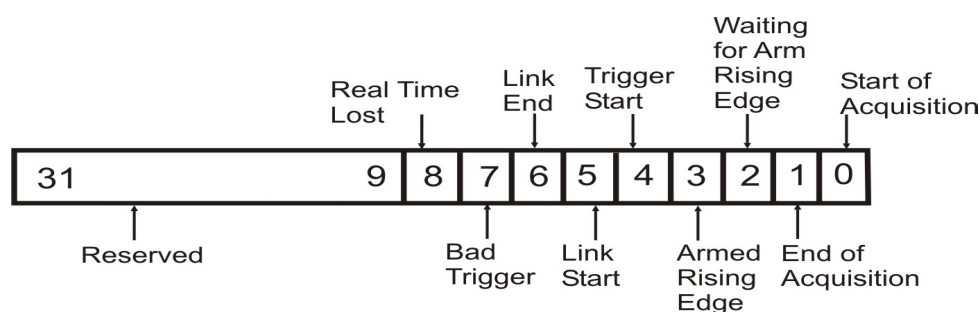 Waiting
for Arm
Rising
Edge
Real Time
Lost
Link
End
Trigger
Start
Start of
Acquisition
31 9 8 7 6 5 4 3 2 1 0
Reserved
Bad
Trigger
Link
Start
Armed
Rising
Edge
End of
Acquisition